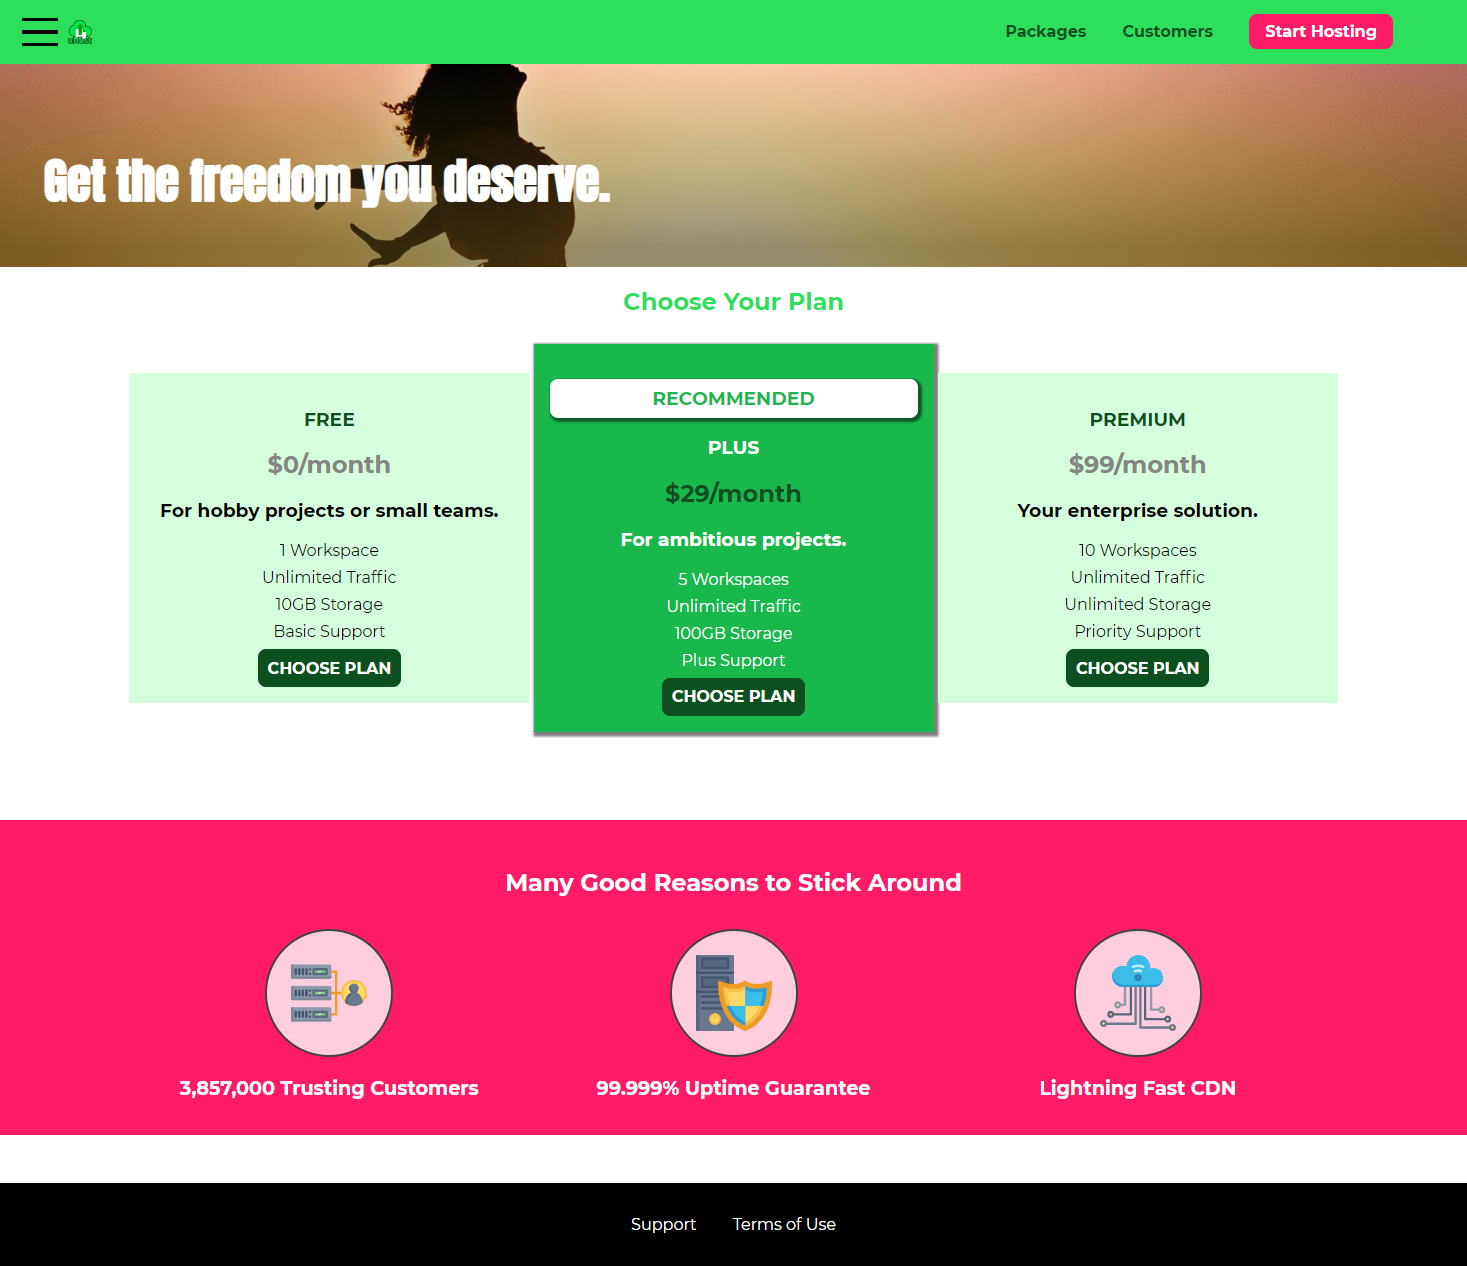 uHost
Packages
Customers
Start Hosting
Get the freedom you deserve.
Choose Your Plan
FREE
$0/month
For hobby projects or small teams.
1 Workspace
Unlimited Traffic
10GB Storage
Basic Support
CHOOSE PLAN
RECOMMENDED
PLUS
$29/month
For ambitious projects.
5 Workspaces
Unlimited Traffic
100GB Storage
Plus Support
CHOOSE PLAN
PREMIUM
$99/month
Your enterprise solution.
10 Workspaces
Unlimited Traffic
Unlimited Storage
Priority Support
CHOOSE PLAN
Many Good Reasons to Stick Around
3,857,000 Trusting Customers
99.999% Uptime Guarantee
Lightning Fast CDN
Support
Terms of Use